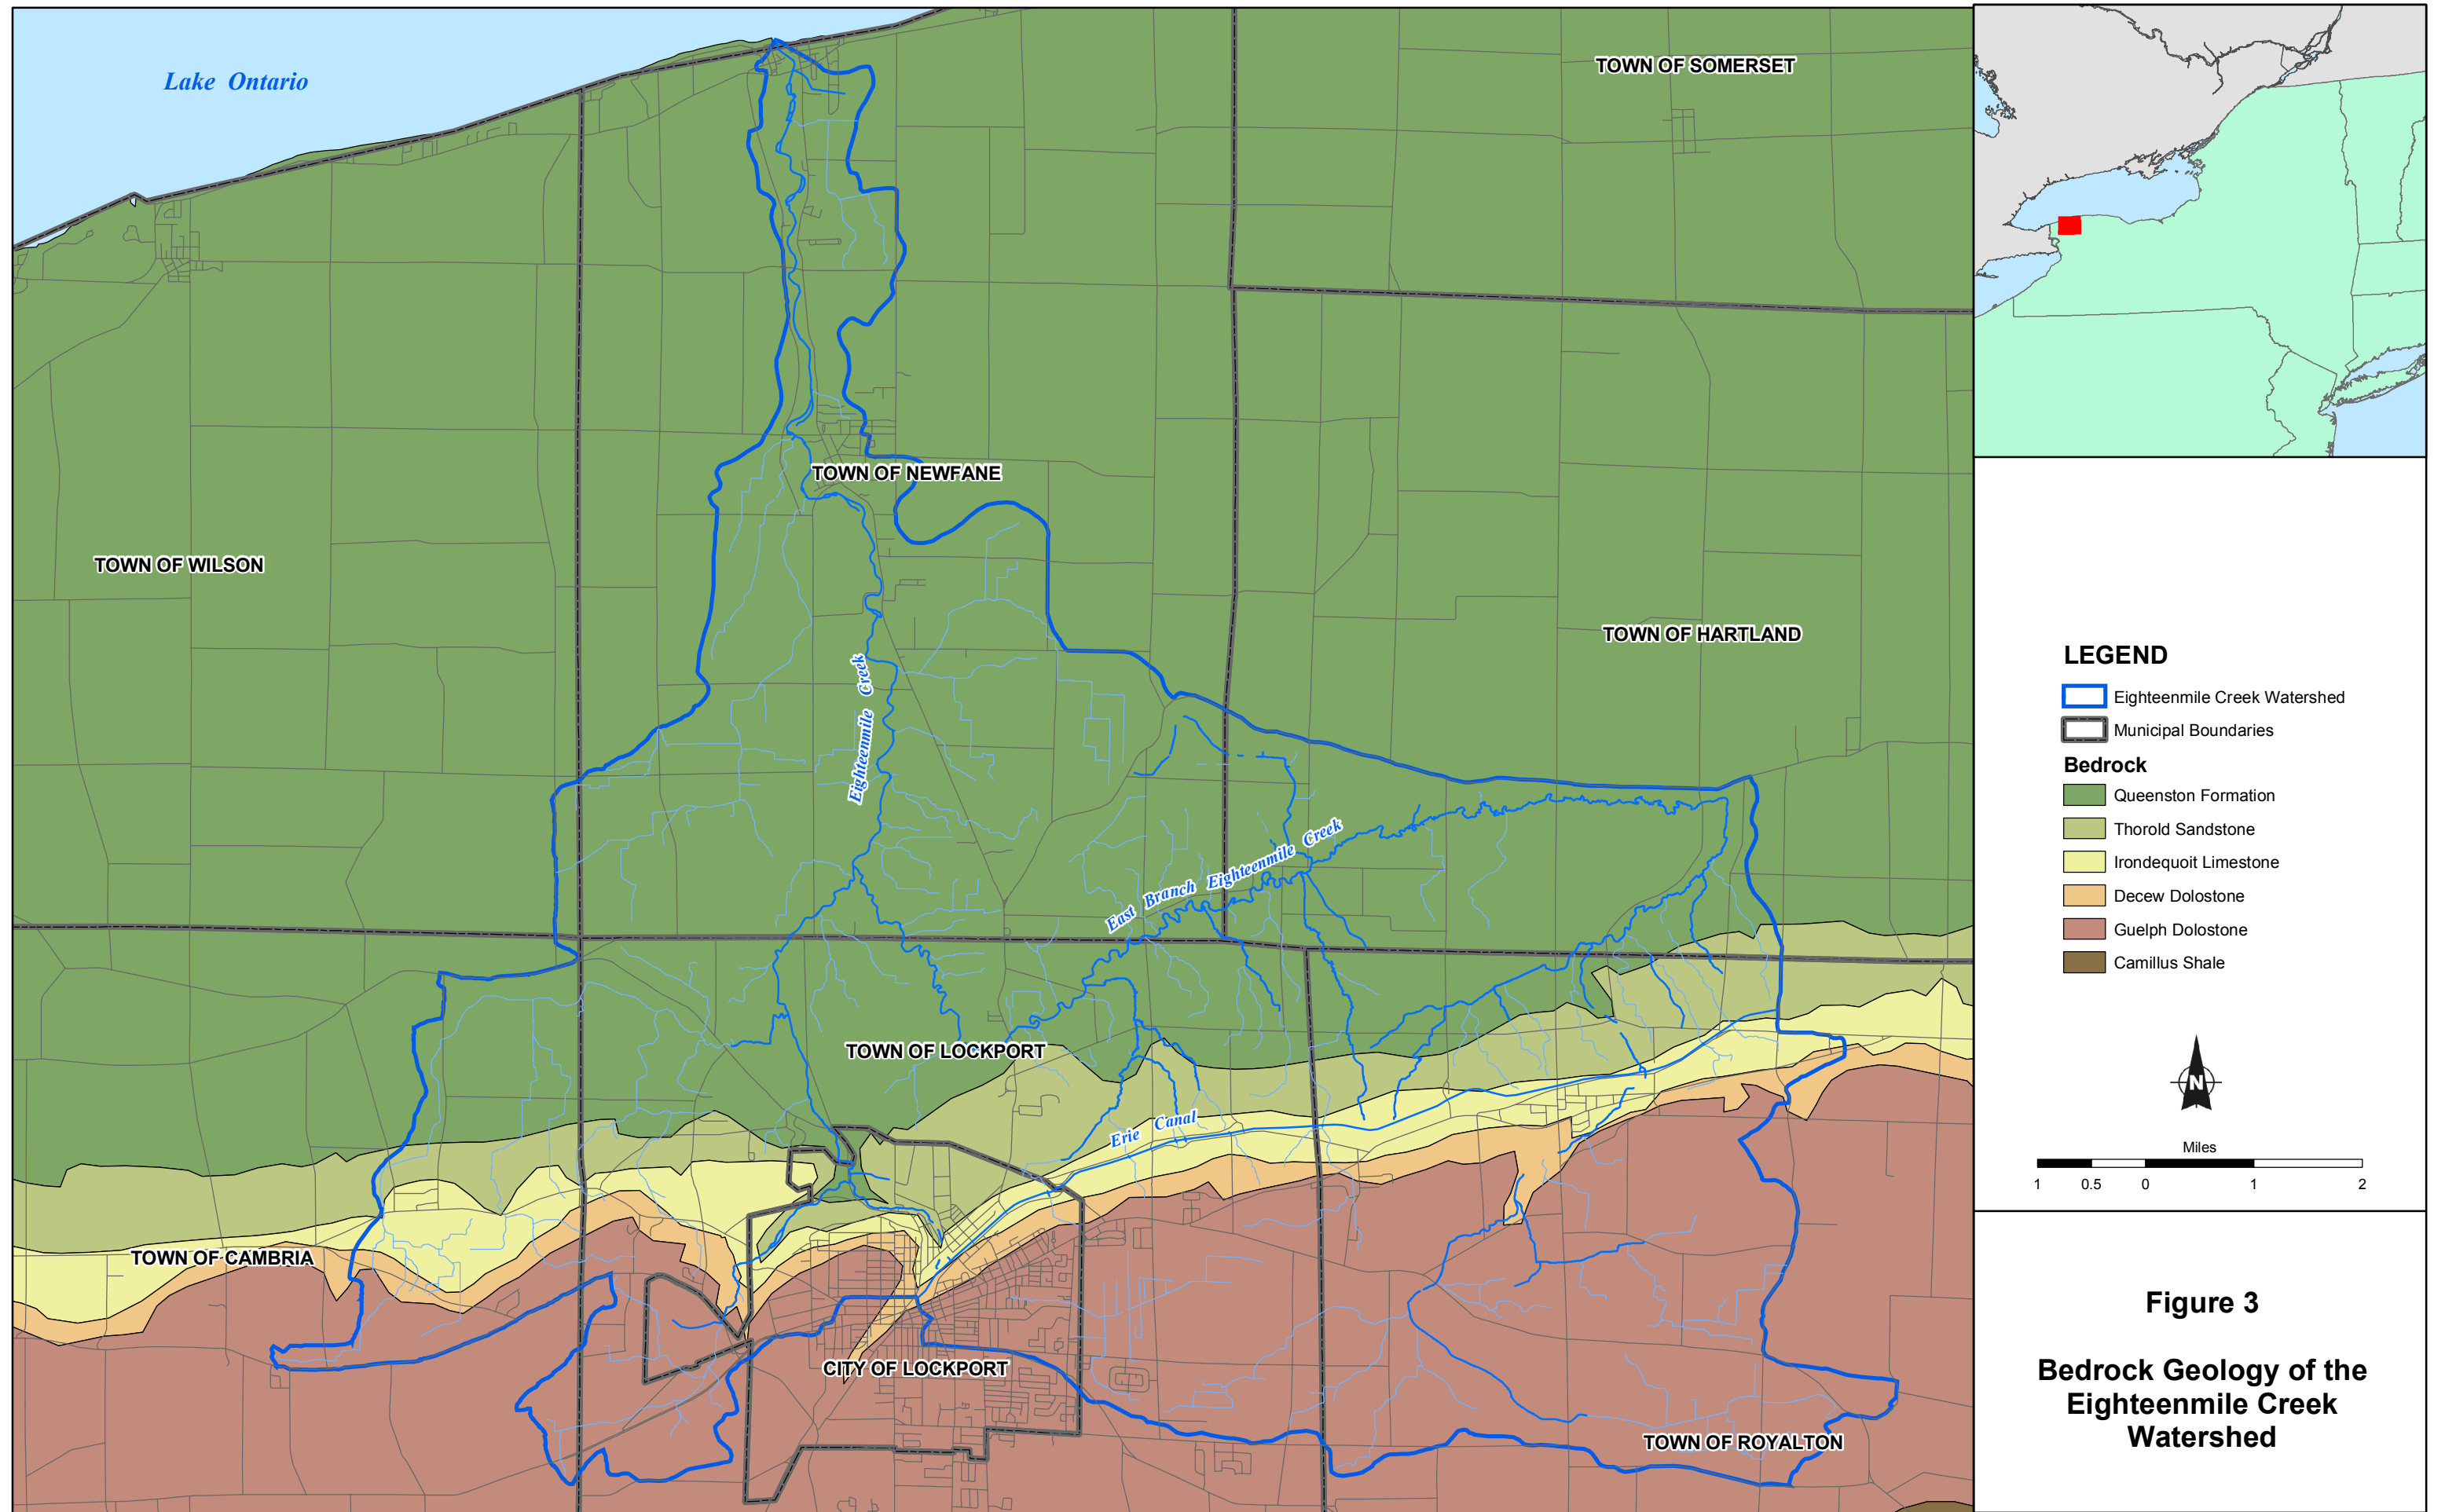 Lake Ontario
TOWN OF SOMERSET
TOWN OF NEWFANE
TOWN OF WILSON
TOWN OF HARTLAND
Eighteenmile Creek
East Branch Eighteenmile Creek
TOWN OF LOCKPORT
Erie Canal
TOWN OF CAMBRIA
CITY OF LOCKPORT
TOWN OF ROYALTON
LEGEND
Eighteenmile Creek Watershed
Municipal Boundaries
Bedrock
Queenston Formation
Thorold Sandstone
Irondequoit Limestone
Decew Dolostone
Guelph Dolostone
Camillus Shale
N
Miles
1 0.5 0 1 2
Figure 3
Bedrock Geology of the
Eighteenmile Creek
Watershed